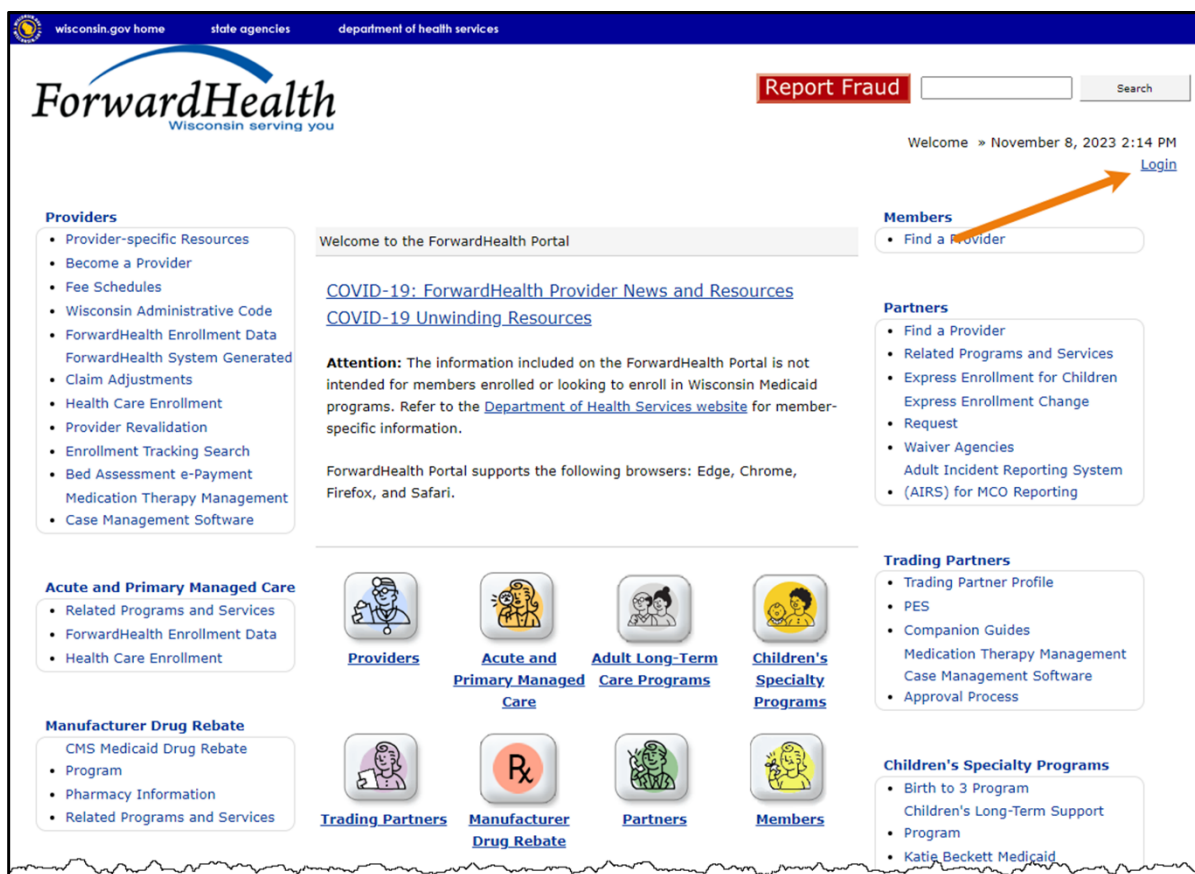 wisconsin.gov home state agencies department of health services
ForwardHealth
Wisconsin serving you
Report Fraud
Search
Welcome » November 8, 2023 2:14 PM
Login
Providers
• Provider-specific Resources
• Become a Provider
• Fee Schedules
• Wisconsin Administrative Code
• ForwardHealth Enrollment Data
ForwardHealth System Generated
• Claim Adjustments
• Health Care Enrollment
• Provider Revalidation
• Enrollment Tracking Search
• Bed Assessment e-Payment
Medication Therapy Management
• Case Management Software
Acute and Primary Managed Care
• Related Programs and Services
• ForwardHealth Enrollment Data
• Health Care Enrollment
Manufacturer Drug Rebate
CMS Medicaid Drug Rebate
• Program
• Pharmacy Information
• Related Programs and Services
Welcome to the ForwardHealth Portal
COVID-19: ForwardHealth Provider News and Resources
COVID-19 Unwinding Resources
Attention: The information included on the ForwardHealth Portal is not
intended for members enrolled or looking to enroll in Wisconsin Medicaid
programs. Refer to the Department of Health Services website for member-
specific information.
ForwardHealth Portal supports the following browsers: Edge, Chrome,
Firefox, and Safari.
Providers
Acute and
Primary Managed
Care
Adult Long-Term
Care Programs
Children's
Specialty
Programs
Trading Partners
Rx
Manufacturer
Drug Rebate
Partners
Members
Members
• Find a Provider
Partners
• Find a Provider
• Related Programs and Services
• Express Enrollment for Children
Express Enrollment Change
• Request
• Waiver Agencies
Adult Incident Reporting System
• (AIRS) for MCO Reporting
Trading Partners
• Trading Partner Profile
• PES
• Companion Guides
Medication Therapy Management
Case Management Software
• Approval Process
Children's Specialty Programs
• Birth to 3 Program
Children's Long-Term Support
• Program
• Katie Beckett Medicaid